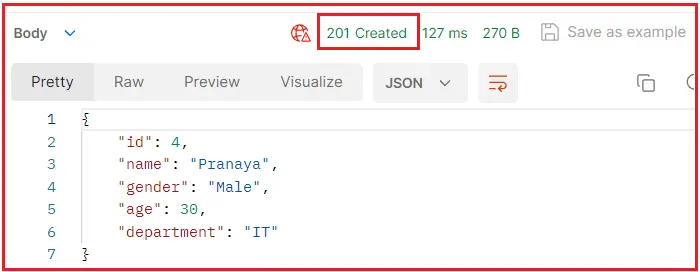 Body 201 Created 127 ms 270 B Save as example
Pretty Raw Preview Visualize JSON
1 {
2 "id": 4,
3 "name": "Pranaya",
4 "gender": "Male",
5 "age": 30,
6 "department": "IT"
7 }